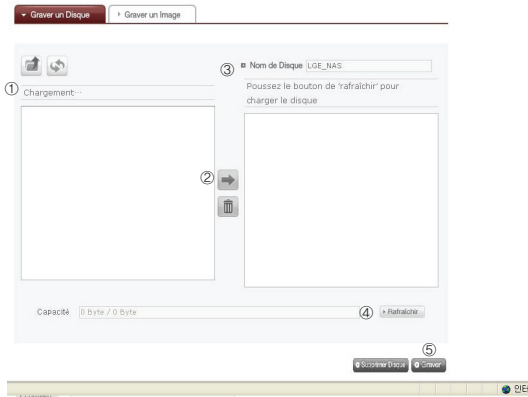 Graver un Disque
Graver un Image
③ Nom de Disque LGE_NAS
① Chargement...
Poussez le bouton de 'rafraîchir' pour
charger le disque
②
Capacité 0 Byte / 0 Byte
④ Rafraîchir
⑤
Supprimer Disque Graver
인터